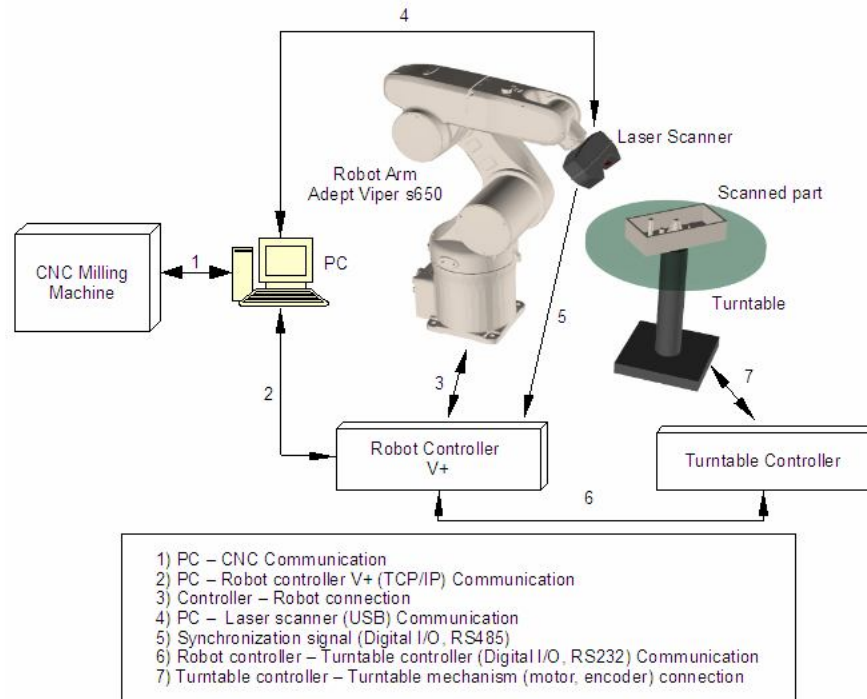 4
Laser Scanner
Robot Arm
Adept Viper s650
Scanned part
CNC Milling
Machine
1
PC
Turntable
5
2
3
7
Robot Controller
V+
Turntable Controller
6
1) PC – CNC Communication
2) PC – Robot controller V+ (TCP/IP) Communication
3) Controller – Robot connection
4) PC – Laser scanner (USB) Communication
5) Synchronization signal (Digital I/O, RS485)
6) Robot controller – Turntable controller (Digital I/O, RS232) Communication
7) Turntable controller – Turntable mechanism (motor, encoder) connection